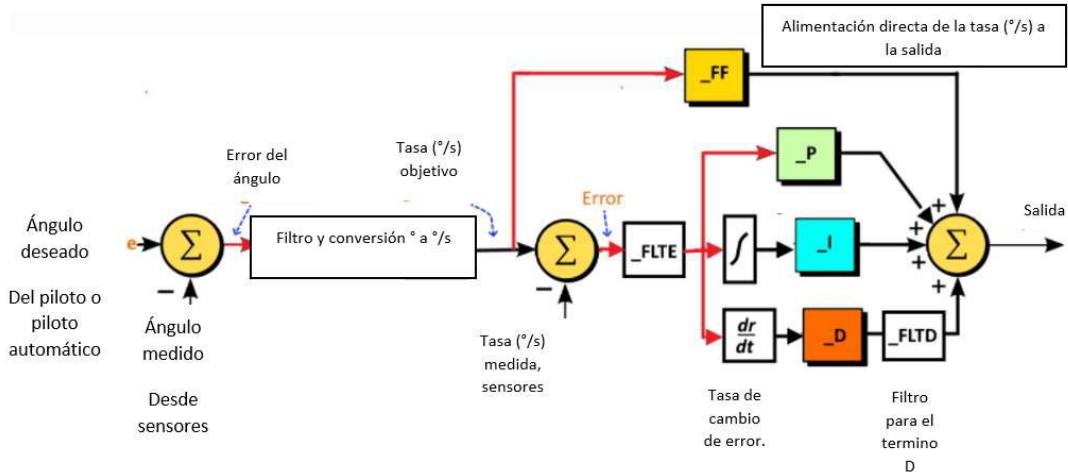 Alimentación directa de la tasa (°/s) a
la salida
_FF
Tasa (°/s)
objetivo
Error del
ángulo
_P
Error
Ángulo
deseado
e
Σ
Filtro y conversión ° a °/s
Σ
_FLTE
∫
_I
+
+
+
+
Σ
Salida
−
−
Del piloto o
piloto
automático
Ángulo
medido
Desde
sensores
Tasa (°/s)
medida,
sensores
dr
dt
_D
_FLTD
Tasa de
cambio
de error.
Filtro
para el
termino
D